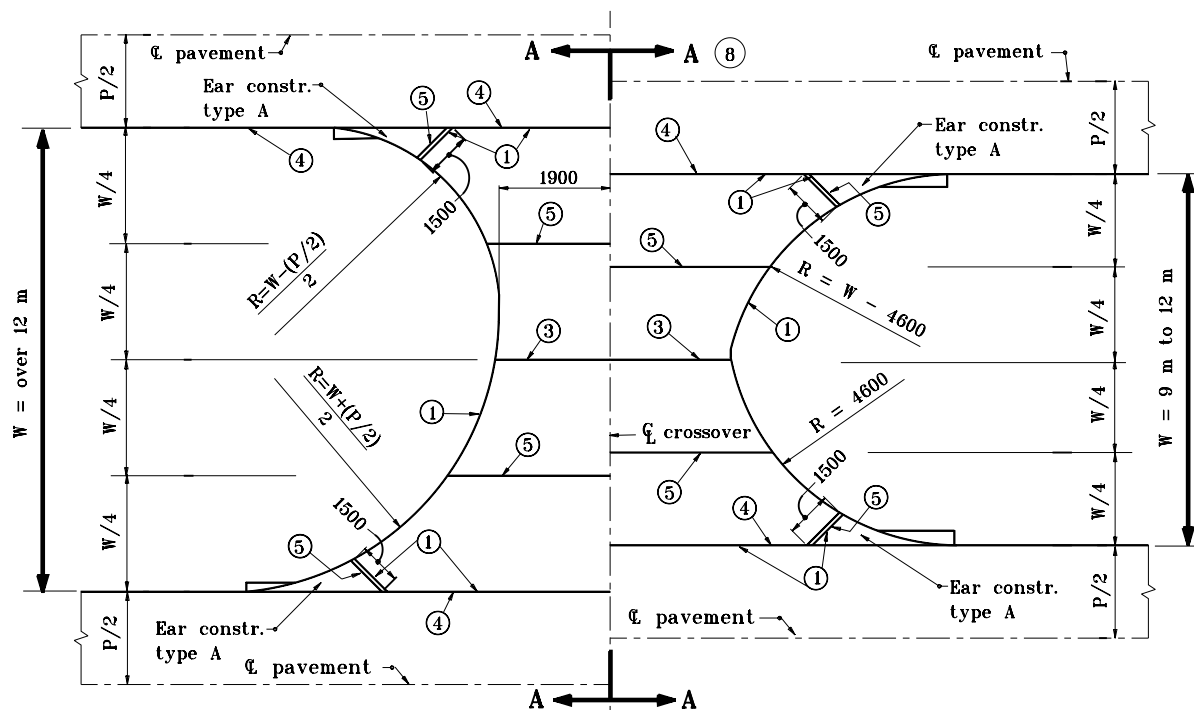 A A 8
℄ pavement
℄ pavement
P/2
Ear constr.
type A
5
4
4
1
1900
1500
W/4
R=W-(P/2)
2
5
W = over 12 m
W/4
3
W/4
R=W+(P/2)
2
1
5
W/4
1500
5
1
4
P/2
Ear constr.
type A
℄ pavement
A A
4
Ear constr.
type A
P/2
1
5
1500
W/4
5
R = W - 4600
1
3
W/4
W = 9 m to 12 m
R = 4600
℄ crossover
W/4
5
1500
5
4
W/4
1
Ear constr.
type A
P/2
℄ pavement